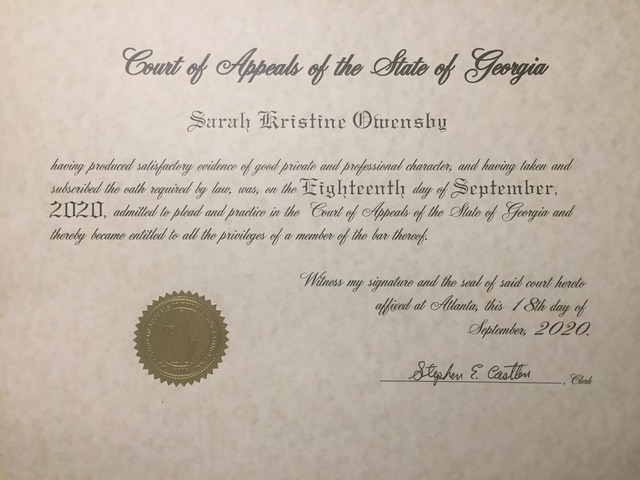 Court of Appeals of the State of Georgia
Sarah Kristine Owensby
having produced satisfactory evidence of good private and professional character, and having taken and
subscribed the oath required by law, was, on the Eighteenth day of September,
2020, admitted to plead and practice in the Court of Appeals of the State of Georgia and
thereby became entitled to all the privileges of a member of the bar thereof.
Witness my signature and the seal of said court hereto
affixed at Atlanta, this 18th day of
September, 2020.
Stephen E. Castlen
, Clerk